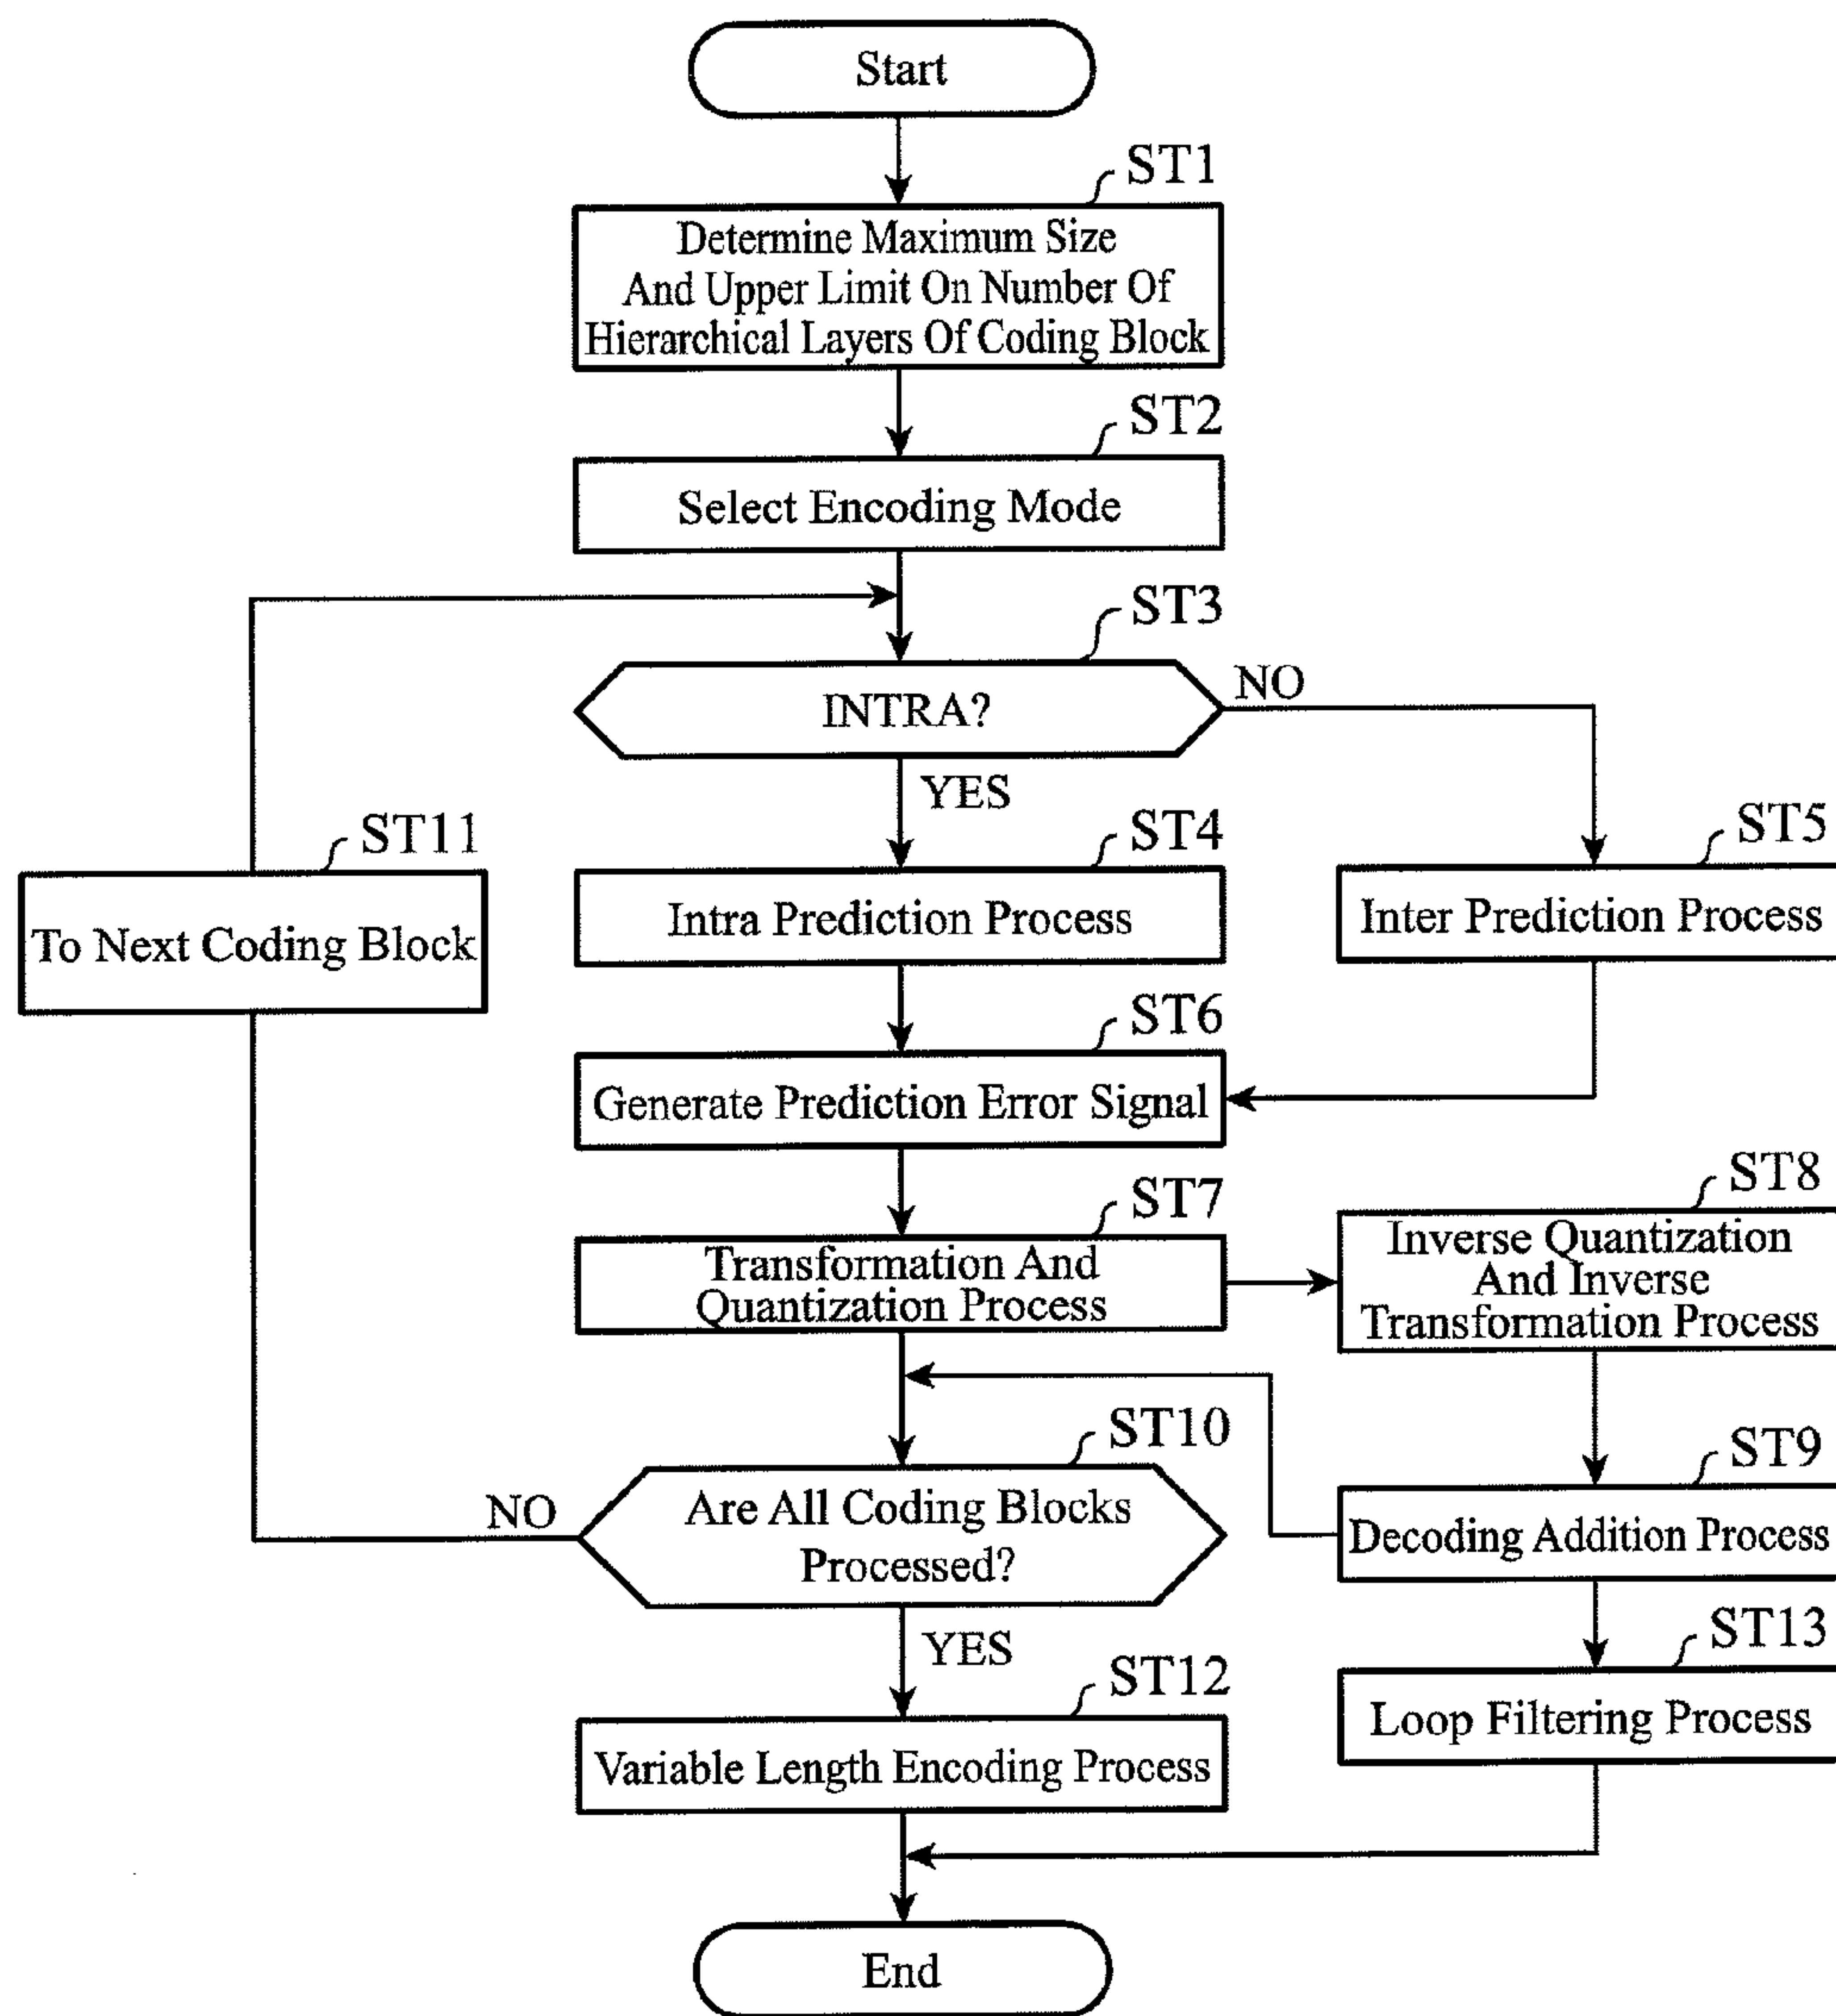 Start
ST1
Determine Maximum Size
And Upper Limit On Number Of
Hierarchical Layers Of Coding Block
ST2
Select Encoding Mode
ST3
INTRA?
NO
YES
ST11
To Next Coding Block
ST4
Intra Prediction Process
ST5
Inter Prediction Process
ST6
Generate Prediction Error Signal
ST7
Transformation And
Quantization Process
ST8
Inverse Quantization
And Inverse
Transformation Process
ST10
Are All Coding Blocks
Processed?
NO
YES
ST9
Decoding Addition Process
ST12
Variable Length Encoding Process
ST13
Loop Filtering Process
End